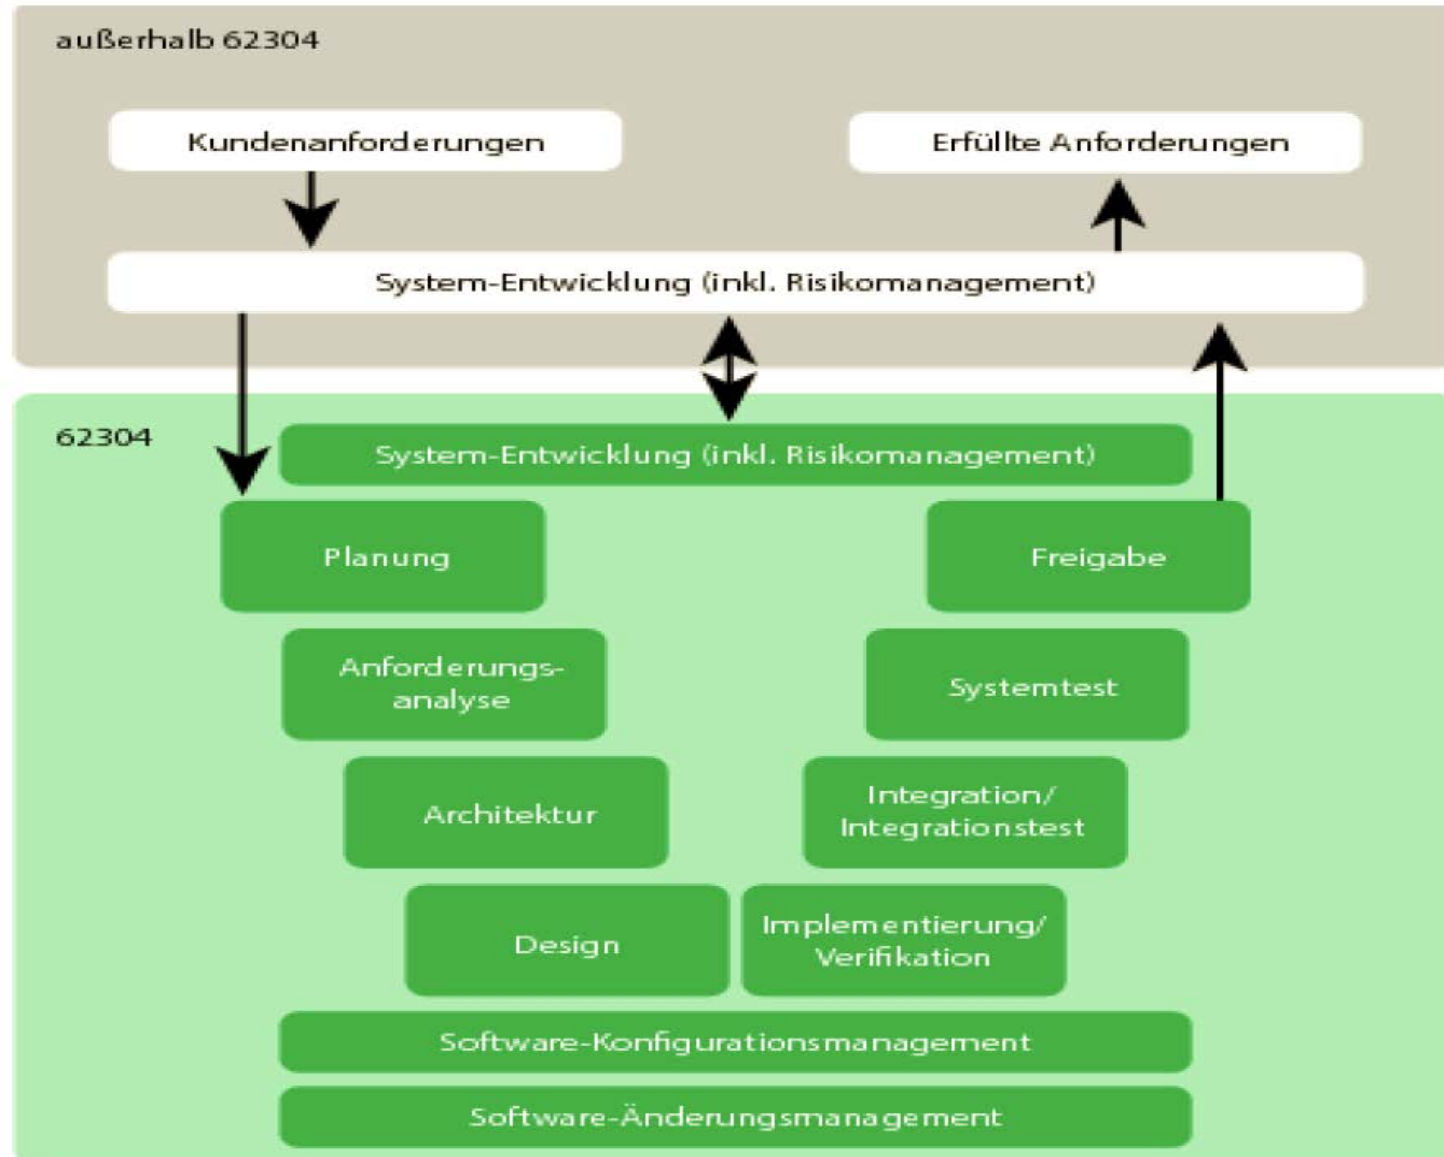 außerhalb 62304
Kundenanforderungen
Erfüllte Anforderungen
System-Entwicklung (inkl. Risikomanagement)
62304
System-Entwicklung (inkl. Risikomanagement)
Planung
Freigabe
Anforderungs-
analyse
Systemtest
Architektur
Integration/
Integrationstest
Design
Implementierung/
Verifikation
Software-Konfigurationsmanagement
Software-Änderungsmanagement